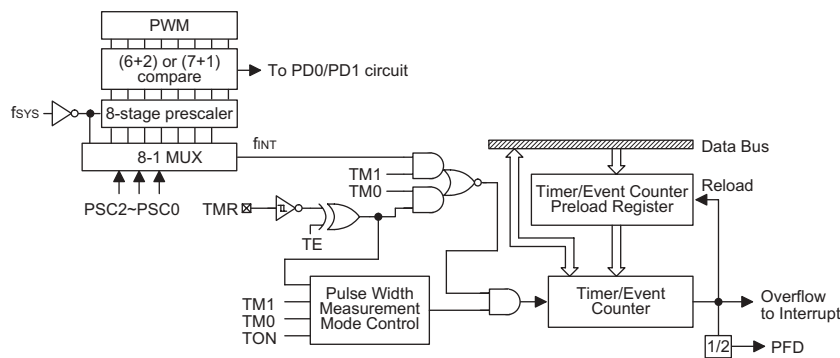 PWM
(6+2) or (7+1)
compare
To PD0/PD1 circuit
fSYS
8-stage prescaler
8-1 MUX
fINT
PSC2~PSC0
TM1
TM0
TMR
TE
Data Bus
Timer/Event Counter
Preload Register
Reload
TM1
TM0
TON
Pulse Width
Measurement
Mode Control
Timer/Event
Counter
Overflow
to Interrupt
1/2
PFD